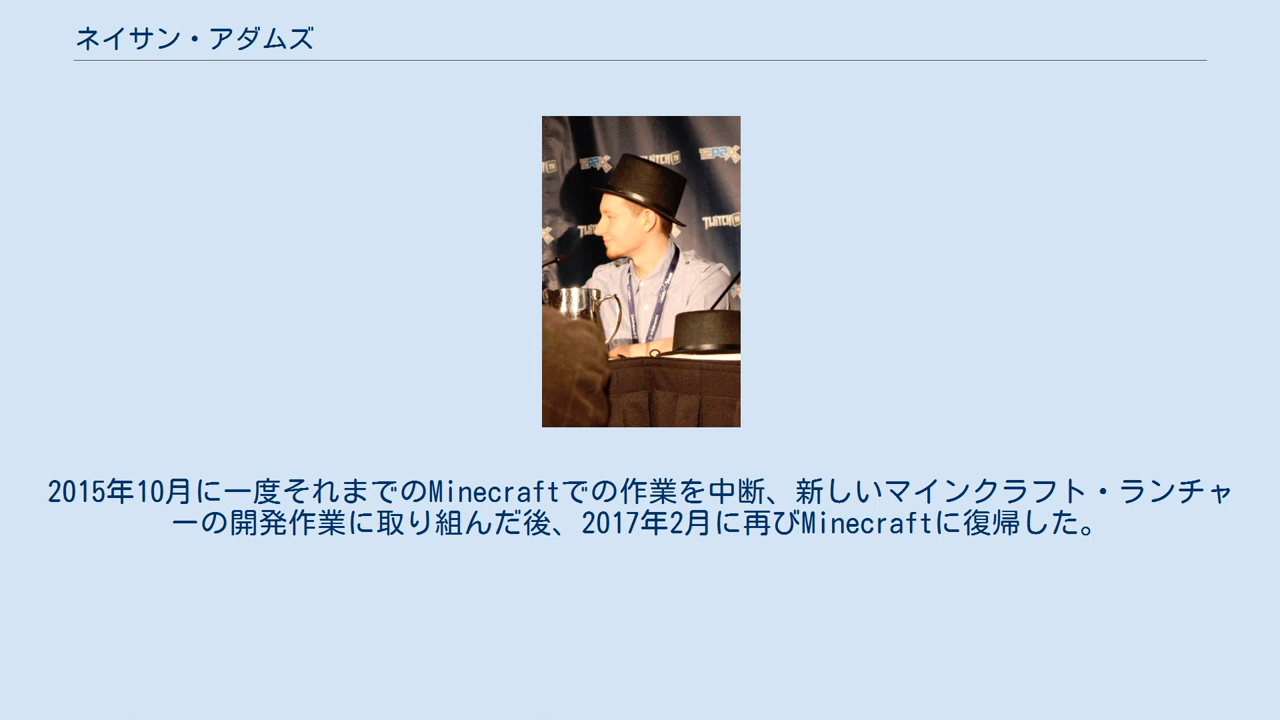 ネイサン・アダムズ
TWITCH
TWITCH
2015年10月に一度それまでのMinecraftでの作業を中断、新しいマインクラフト・ランチャ
ーの開発作業に取り組んだ後、2017年2月に再びMinecraftに復帰した。